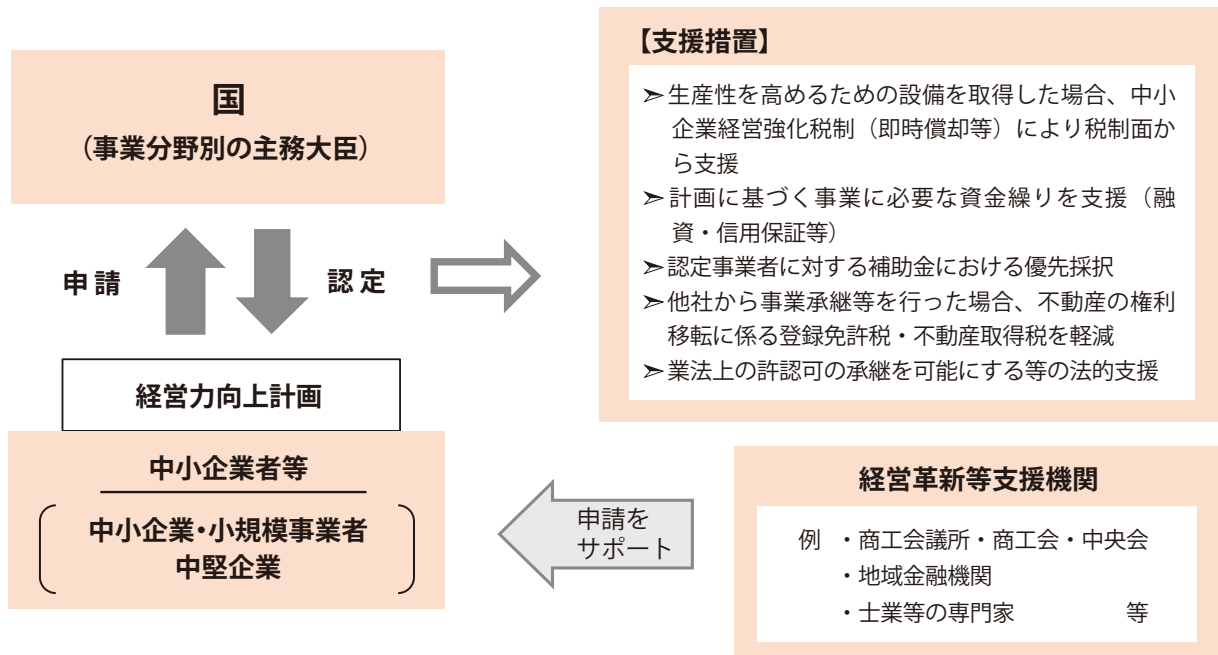 国
（事業分野別の主務大臣）
申請
認定
経営力向上計画
中小企業者等
中小企業・小規模事業者
中堅企業
【支援措置】
➣生産性を高めるための設備を取得した場合、中小
企業経営強化税制（即時償却等）により税制面か
ら支援
➣計画に基づく事業に必要な資金繰りを支援（融
資・信用保証等）
➣認定事業者に対する補助金における優先採択
➣他社から事業承継等を行った場合、不動産の権利
移転に係る登録免許税・不動産取得税を軽減
➣業法上の許認可の承継を可能にする等の法的支援
申請を
サポート
経営革新等支援機関
例 ・商工会議所・商工会・中央会
・地域金融機関
・士業等の専門家 等